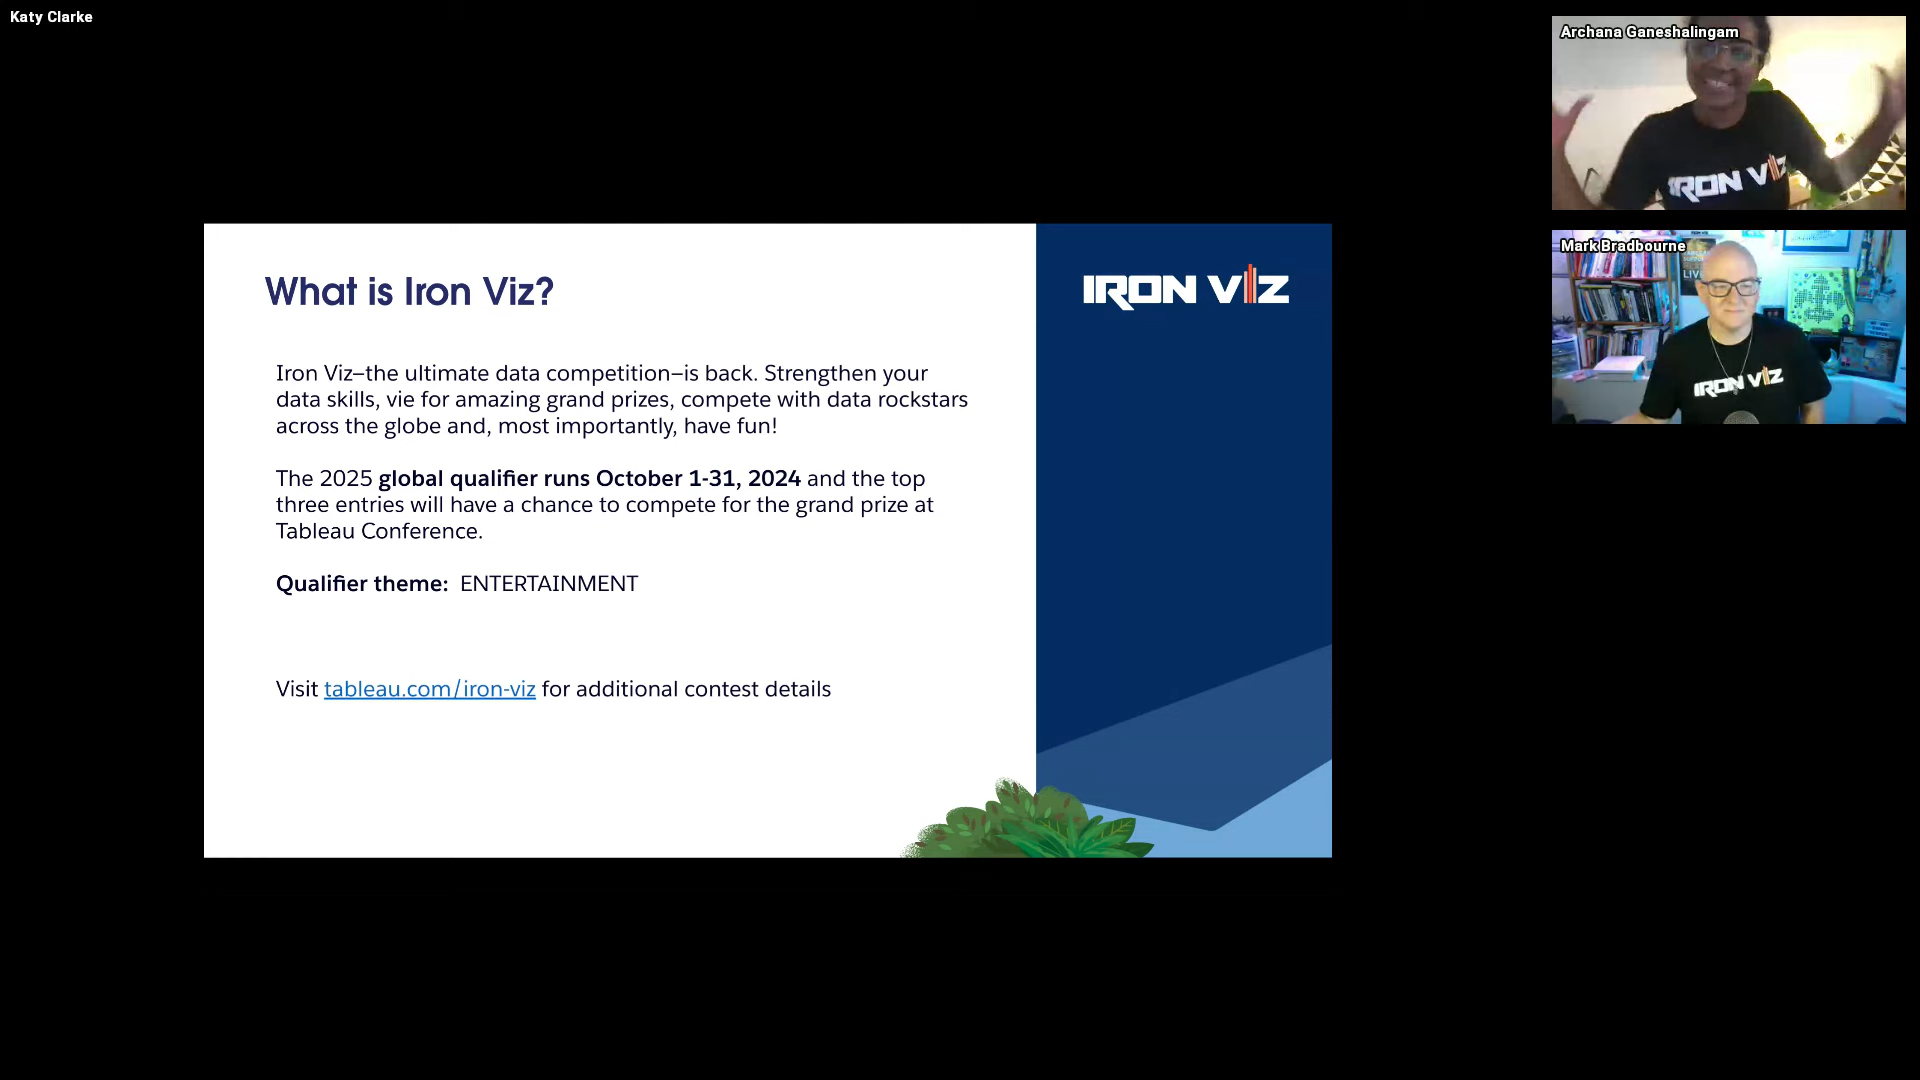 Katy Clarke
Archana Ganeshalingam
IRON VIZ
Mark Bradbourne
LIVE
IRON VIZ
What is Iron Viz?
IRON VIZ
Iron Viz—the ultimate data competition—is back. Strengthen your
data skills, vie for amazing grand prizes, compete with data rockstars
across the globe and, most importantly, have fun!
The 2025 global qualifier runs October 1-31, 2024 and the top
three entries will have a chance to compete for the grand prize at
Tableau Conference.
Qualifier theme: ENTERTAINMENT
Visit tableau.com/iron-viz for additional contest details